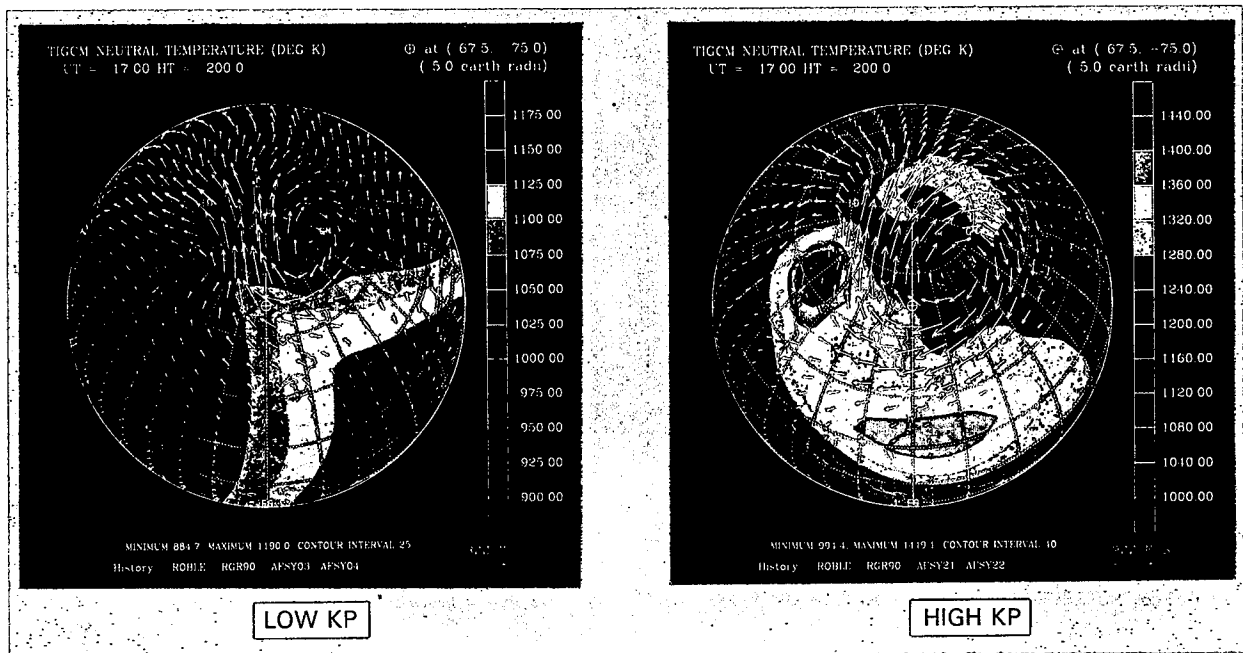 TIGCM NEUTRAL TEMPERATURE (DEG K)
UT = 17 00 HT = 200 0
⊕ at ( 67.5, 75.0)
( 5.0 earth radii)
1175 00
1150.00
1125 00
1100 00
1075.00
1050 00
1025 00
1000 00
975 00
950 00
925 00
900 00
MINIMUM 884.7 MAXIMUM 1190.0 CONTOUR INTERVAL 25
History ROBLE RGR90 AFSY03 AFSY04
LOW KP
TIGCM NEUTRAL TEMPERATURE (DEG K)
UT = 17.00 HT = 200 0
⊕ at ( 67.5, -75.0)
( 5.0 earth radii)
1440.00
1400.00
1360 00
1320.00
1280 00
1240 00
1200 00
1160 00
1120 00
1080 00
1040 00
1000 00
MINIMUM 994.4, MAXIMUM 1449.1 CONTOUR INTERVAL 40
History ROBLE RGR90 AFSY21 AFSY22
HIGH KP